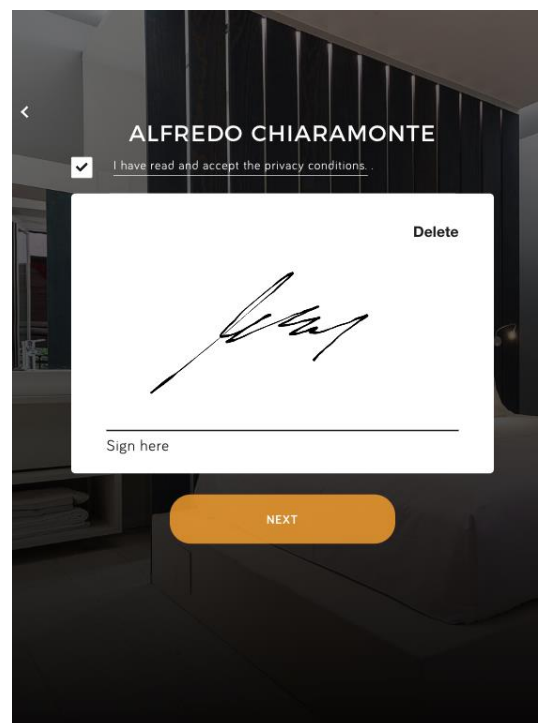 ALFREDO CHIARAMONTE
I have read and accept the privacy conditions. .
Delete
Sign here
NEXT